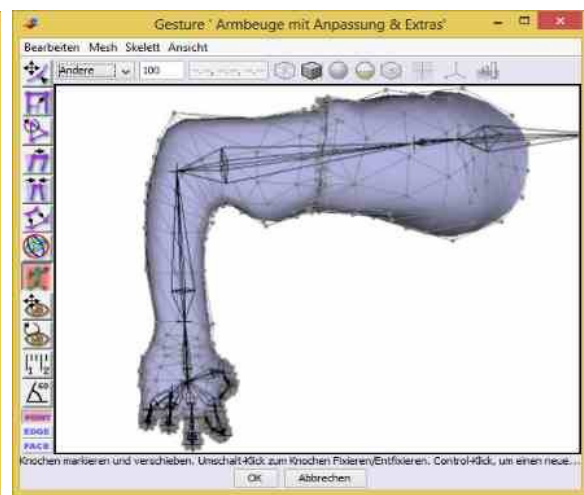 Gesture ' Armbeuge mit Anpassung & Extras'
Bearbeiten Mesh Skelett Ansicht
Andere 100
POINT
EDGE
FACE
Knochen markieren und verschieben. Umschalt-Klick zum Knochen Fixieren/Entfixieren. Control-Klick, um einen neue...
OK Abbrechen